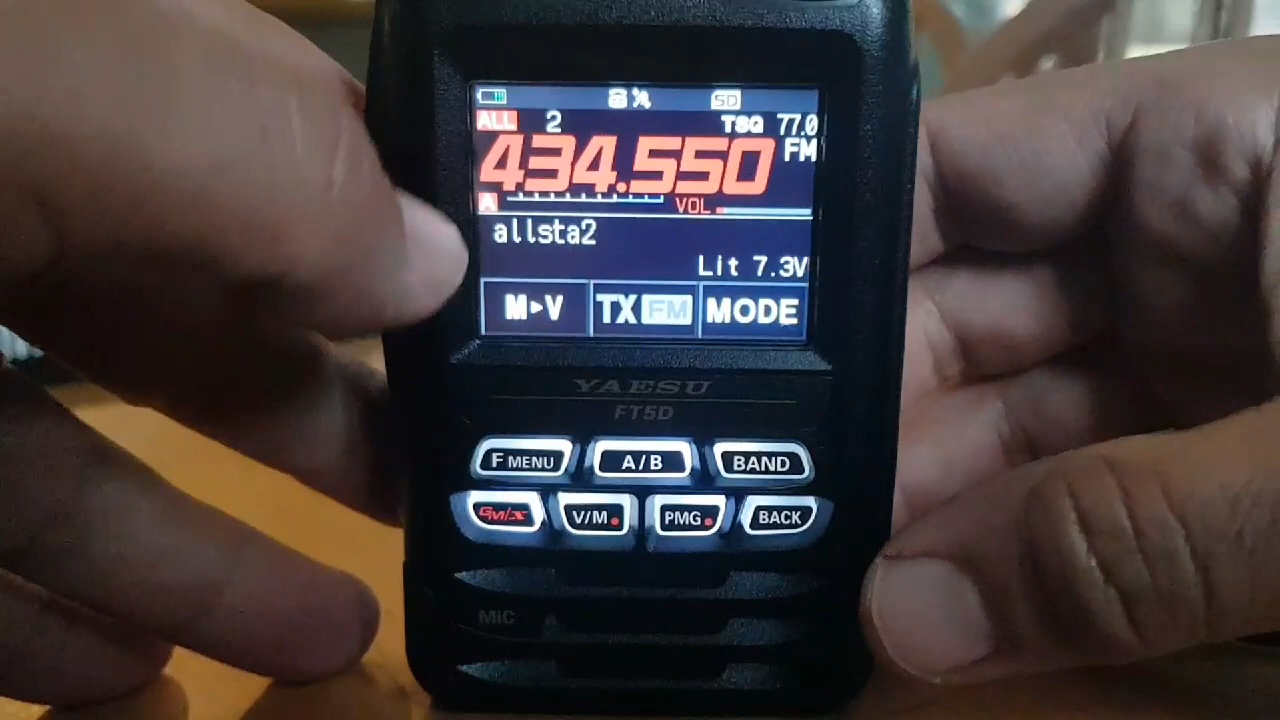 SD
ALL 2 TSQ 77.0
434.550 FM
A VOL
allsta2
Lit 7.3V
M▸V TX FM MODE
YAESU
FT5D
F MENU A/B BAND
GM/X V/M PMG BACK
MIC